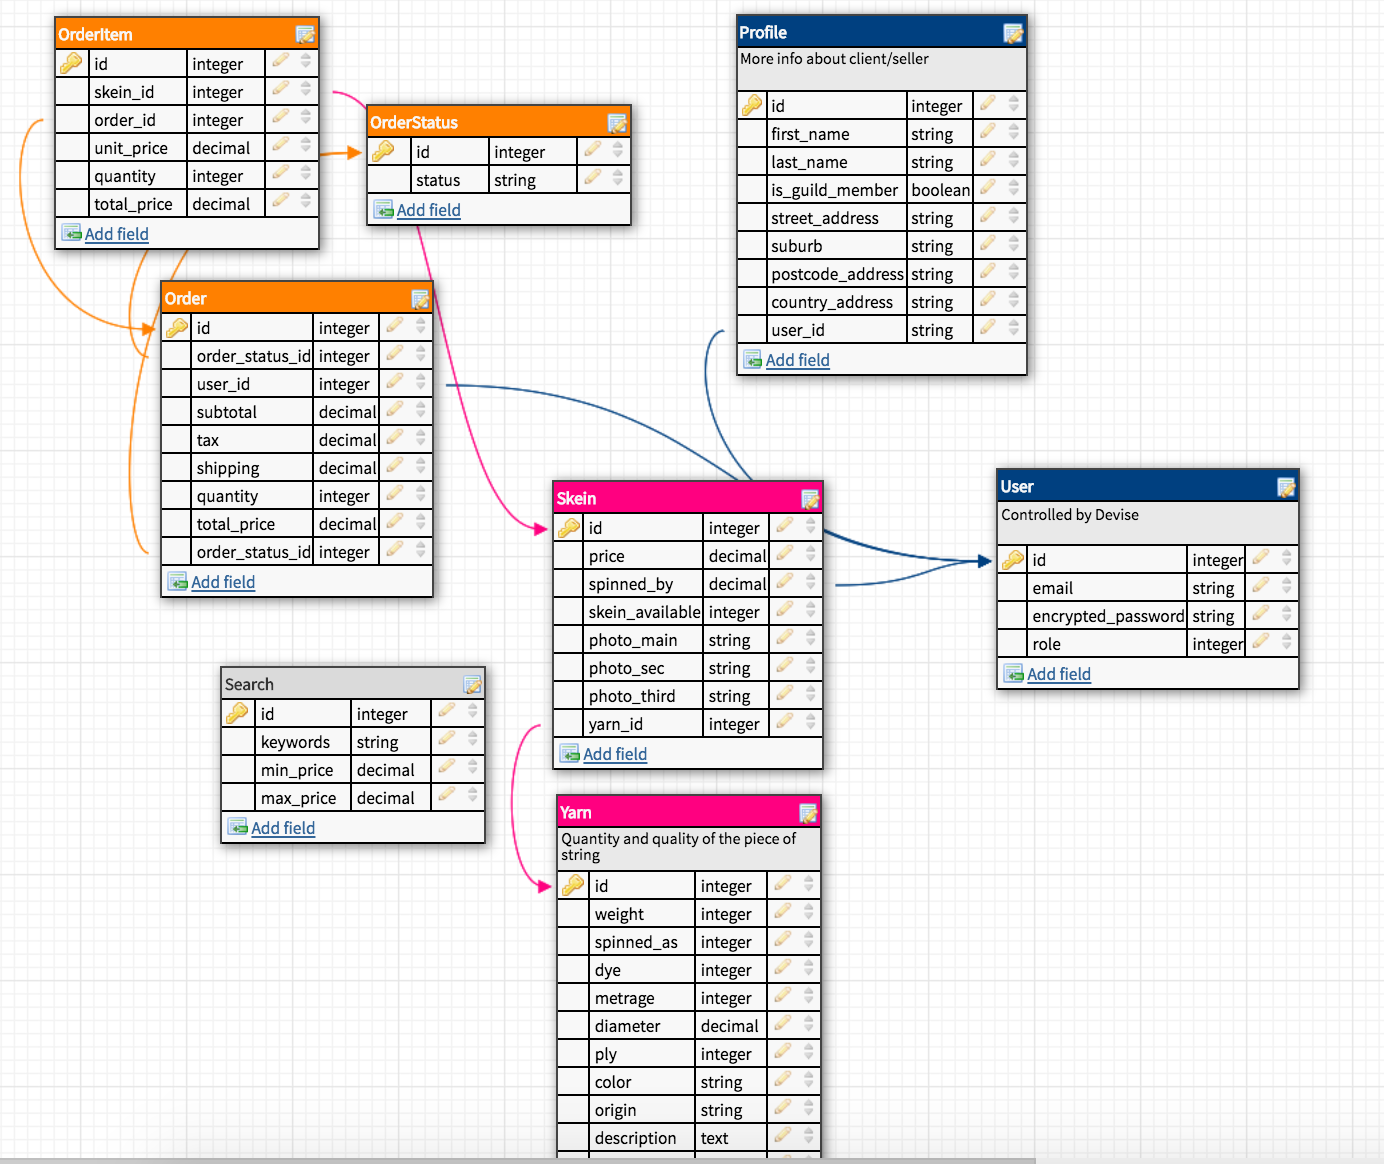 OrderItem
id integer
skein_id integer
order_id integer
unit_price decimal
quantity integer
total_price decimal
Add field
OrderStatus
id integer
status string
Add field
Profile
More info about client/seller
id integer
first_name string
last_name string
is_guild_member boolean
street_address string
suburb string
postcode_address string
country_address string
user_id string
Add field
Order
id integer
order_status_id integer
user_id integer
subtotal decimal
tax decimal
shipping decimal
quantity integer
total_price decimal
order_status_id integer
Add field
Skein
id integer
price decimal
spinned_by decimal
skein_available integer
photo_main string
photo_sec string
photo_third string
yarn_id integer
Add field
User
Controlled by Devise
id integer
email string
encrypted_password string
role integer
Add field
Search
id integer
keywords string
min_price decimal
max_price decimal
Add field
Yarn
Quantity and quality of the piece of
string
id integer
weight integer
spinned_as integer
dye integer
metrage integer
diameter decimal
ply integer
color string
origin string
description text